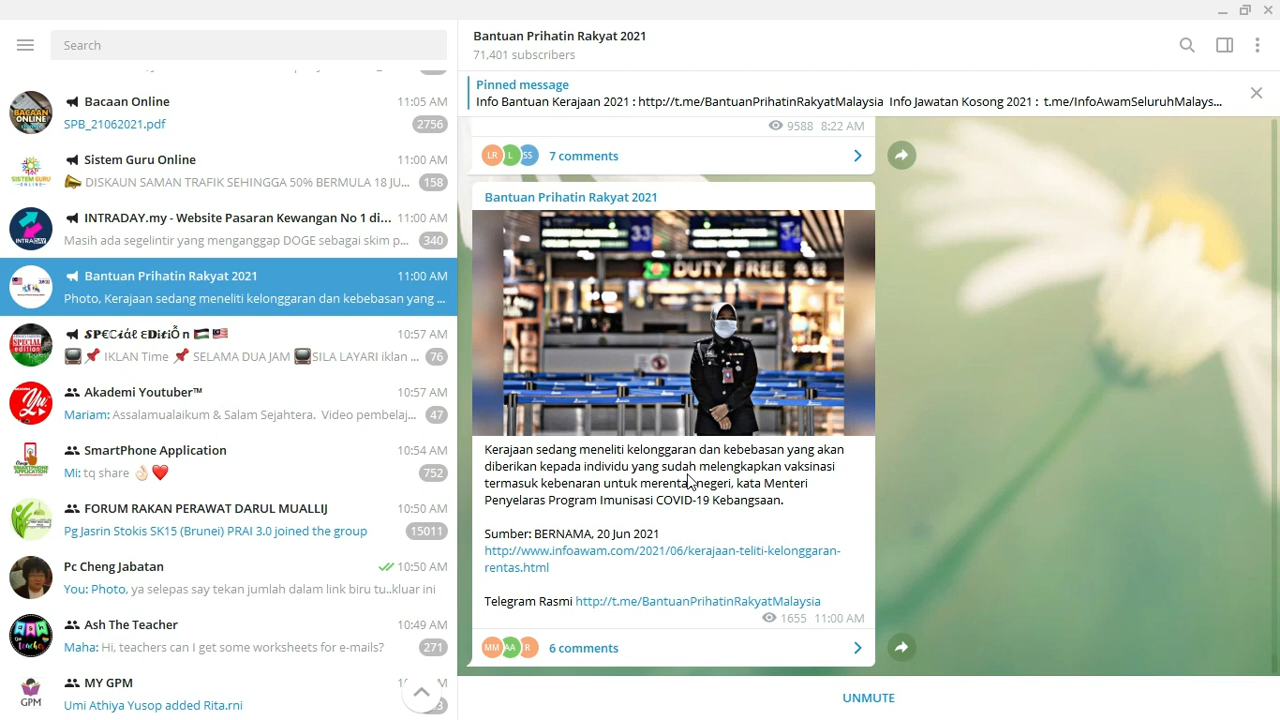 Search
Bacaan Online
11:05 AM
SPB_21062021.pdf
2756
Sistem Guru Online
11:00 AM
DISKAUN SAMAN TRAFIK SEHINGGA 50% BERMULA 18 JU...
158
INTRADAY.my - Website Pasaran Kewangan No 1 di...
11:00 AM
Masih ada segelintir yang menganggap DOGE sebagai skim p...
340
Bantuan Prihatin Rakyat 2021
11:00 AM
Photo, Kerajaan sedang meneliti kelonggaran dan kebebasan yang ...
10:57 AM
📌 IKLAN Time 📌 SELAMA DUA JAM 📺SILA LAYARI iklan ...
76
Akademi Youtuber™
10:57 AM
Mariam: Assalamualaikum & Salam Sejahtera. Video pembelaj...
47
SmartPhone Application
10:54 AM
Mi: tq share 👌🏻❤️
752
FORUM RAKAN PERAWAT DARUL MUALLIJ
10:50 AM
Pg Jasrin Stokis SK15 (Brunei) PRAI 3.0 joined the group
15011
Pc Cheng Jabatan
10:50 AM
You: Photo, ya selepas say tekan jumlah dalam link biru tu..kluar ini
Ash The Teacher
10:49 AM
Maha: Hi, teachers can I get some worksheets for e-mails?
271
MY GPM
Umi Athiya Yusop added Rita.rni
GPM
Bantuan Prihatin Rakyat 2021
71,401 subscribers
Pinned message
Info Bantuan Kerajaan 2021 : http://t.me/BantuanPrihatinRakyatMalaysia Info Jawatan Kosong 2021 : t.me/InfoAwamSeluruhMalays...
9588 8:22 AM
LR L SS 7 comments
Bantuan Prihatin Rakyat 2021
33
34
DUTY FREE
Kerajaan sedang meneliti kelonggaran dan kebebasan yang akan
diberikan kepada individu yang sudah melengkapkan vaksinasi
termasuk kebenaran untuk merentas negeri, kata Menteri
Penyelaras Program Imunisasi COVID-19 Kebangsaan.
Sumber: BERNAMA, 20 Jun 2021
http://www.infoawam.com/2021/06/kerajaan-teliti-kelonggaran-
rentas.html
Telegram Rasmi http://t.me/BantuanPrihatinRakyatMalaysia
1655 11:00 AM
MM AA R 6 comments
UNMUTE